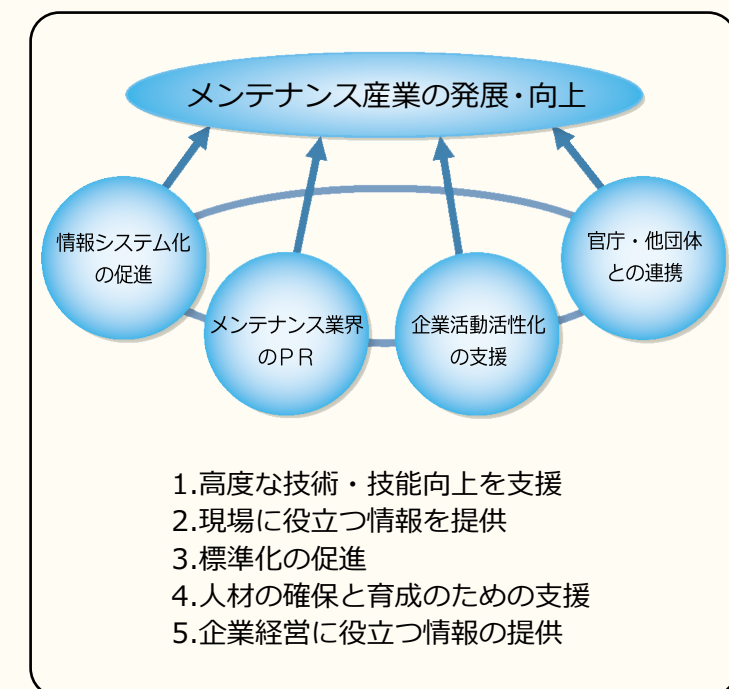 メンテナンス産業の発展・向上
情報システム化
の促進
メンテナンス業界
のＰＲ
企業活動活性化
の支援
官庁・他団体
との連携
1.高度な技術・技能向上を支援
2.現場に役立つ情報を提供
3.標準化の促進
4.人材の確保と育成のための支援
5.企業経営に役立つ情報の提供